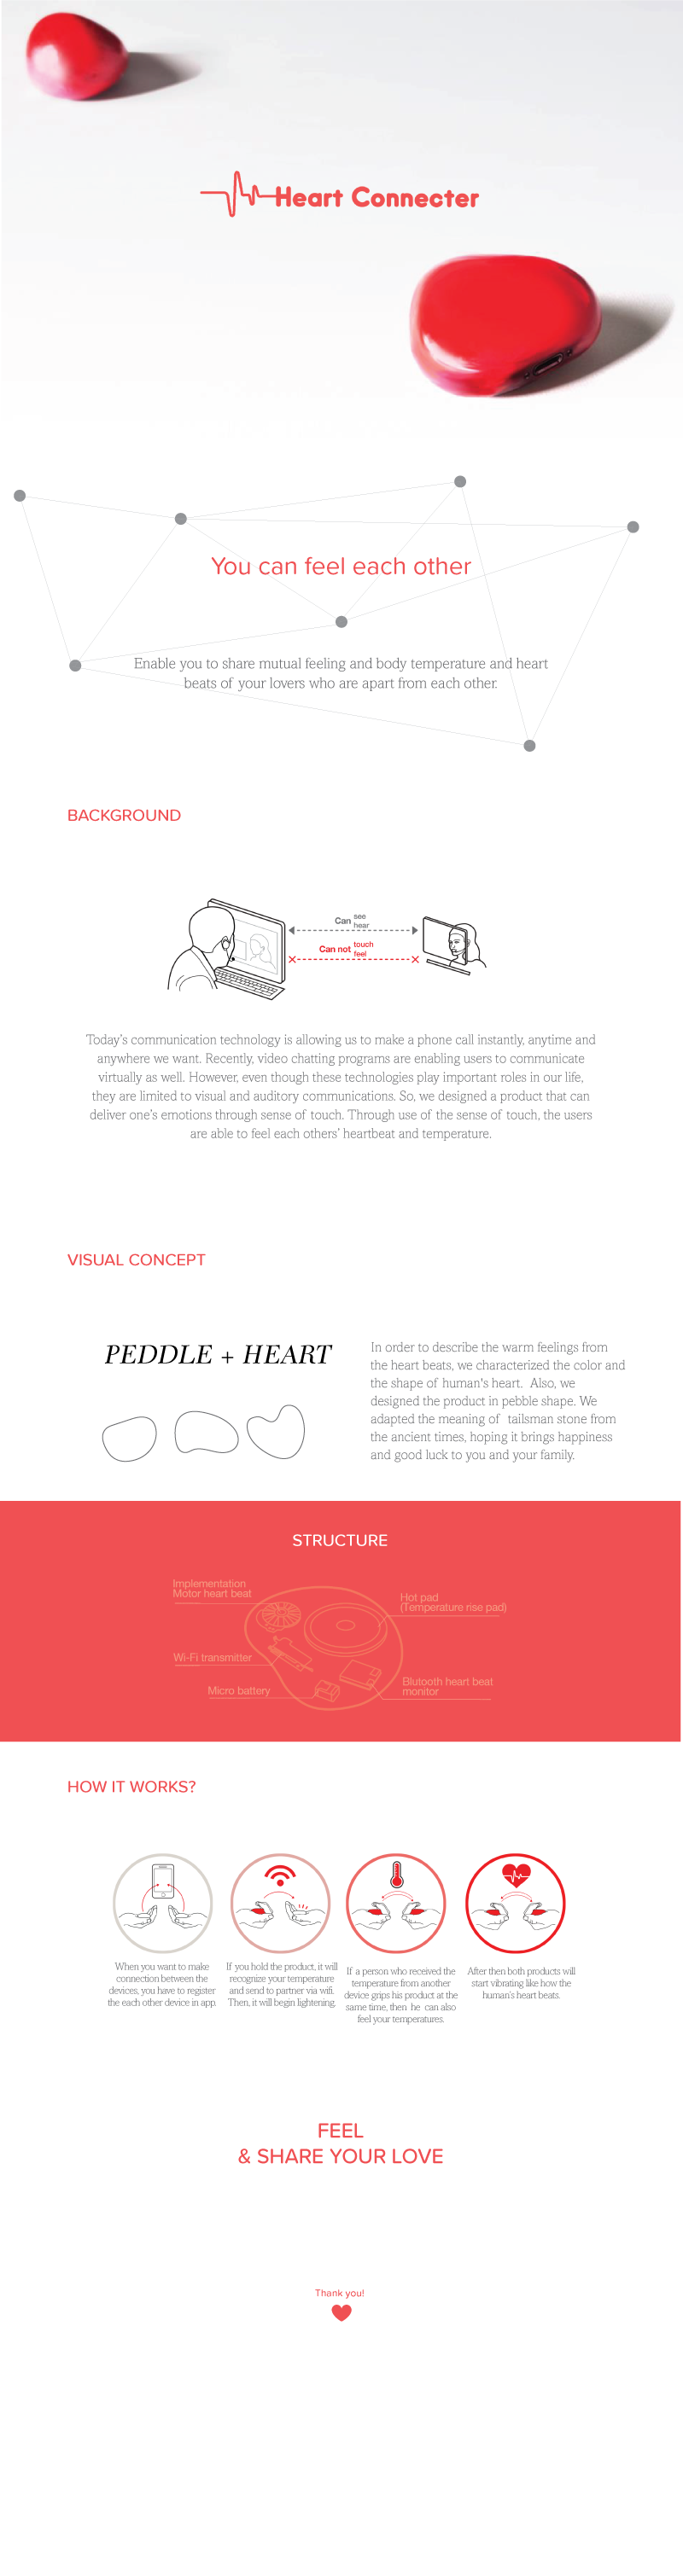 Heart Connecter
You can feel each other
Enable you to share mutual feeling and body temperature and heart
beats of your lovers who are apart from each other.
BACKGROUND
Can see
hear
Can not touch
feel
Today's communication technology is allowing us to make a phone call instantly, anytime and
anywhere we want. Recently, video chatting programs are enabling users to communicate
virtually as well. However, even though these technologies play important roles in our life,
they are limited to visual and auditory communications. So, we designed a product that can
deliver one's emotions through sense of touch. Through use of the sense of touch, the users
are able to feel each others' heartbeat and temperature.
VISUAL CONCEPT
PEDDLE + HEART
In order to describe the warm feelings from
the heart beats, we characterized the color and
the shape of human's heart. Also, we
designed the product in pebble shape. We
adapted the meaning of tailsman stone from
the ancient times, hoping it brings happiness
and good luck to you and your family.
STRUCTURE
Implementation
Motor heart beat
Hot pad
(Temperature rise pad)
Wi-Fi transmitter
Micro battery
Blutooth heart beat
monitor
HOW IT WORKS?
When you want to make
connection between the
devices, you have to register
the each other device in app.
If you hold the product, it will
recognize your temperature
and send to partner via wifi.
Then, it will begin lightening.
If a person who received the
temperature from another
device grips his product at the
same time, then he can also
feel your temperatures.
After then both products will
start vibrating like how the
human's heart beats.
FEEL
& SHARE YOUR LOVE
Thank you!